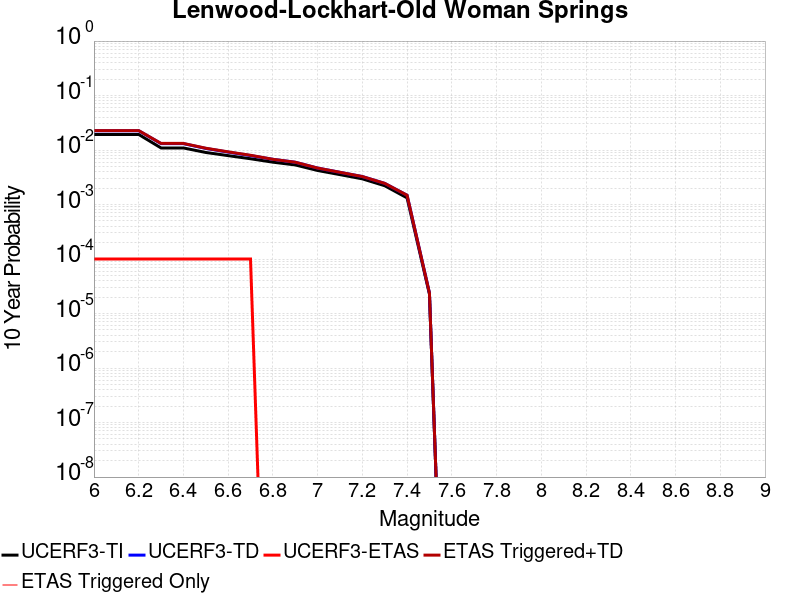 Lenwood-Lockhart-Old Woman Springs
10^0
10^-1
10^-2
10^-3
10^-4
10^-5
10^-6
10^-7
10^-8
10 Year Probability
6 6.2 6.4 6.6 6.8 7 7.2 7.4 7.6 7.8 8 8.2 8.4 8.6 8.8 9
Magnitude
UCERF3-TI UCERF3-TD UCERF3-ETAS ETAS Triggered+TD
ETAS Triggered Only